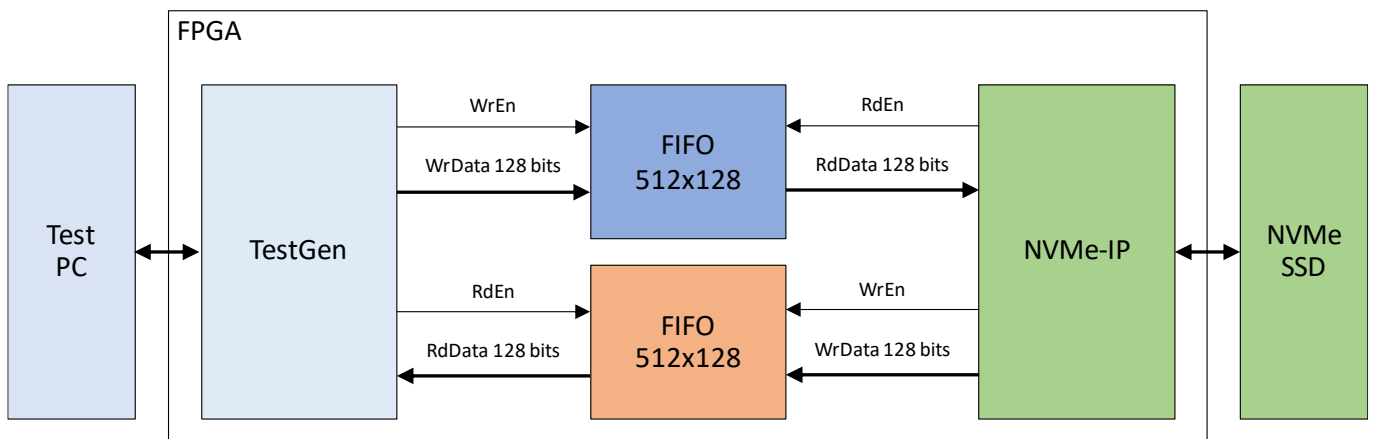 FPGA
Test
PC
TestGen
WrEn
WrData 128 bits
FIFO
512x128
RdEn
RdData 128 bits
RdEn
RdData 128 bits
FIFO
512x128
WrEn
WrData 128 bits
NVMe-IP
NVMe
SSD